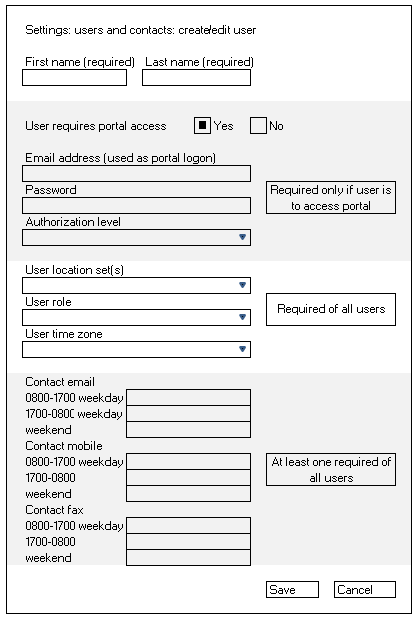 Settings: users and contacts: create/edit user
First name (required) Last name (required)
User requires portal access Yes No
Email address (used as portal logon)
Password
Required only if user is
to access portal
Authorization level
User location set(s)
User role
Required of all users
User time zone
Contact email
0800-1700 weekday
1700-0800 weekday
weekend
Contact mobile
0800-1700 weekday
At least one required of
all users
1700-0800
weekend
Contact fax
0800-1700 weekday
1700-0800
weekend
Save Cancel